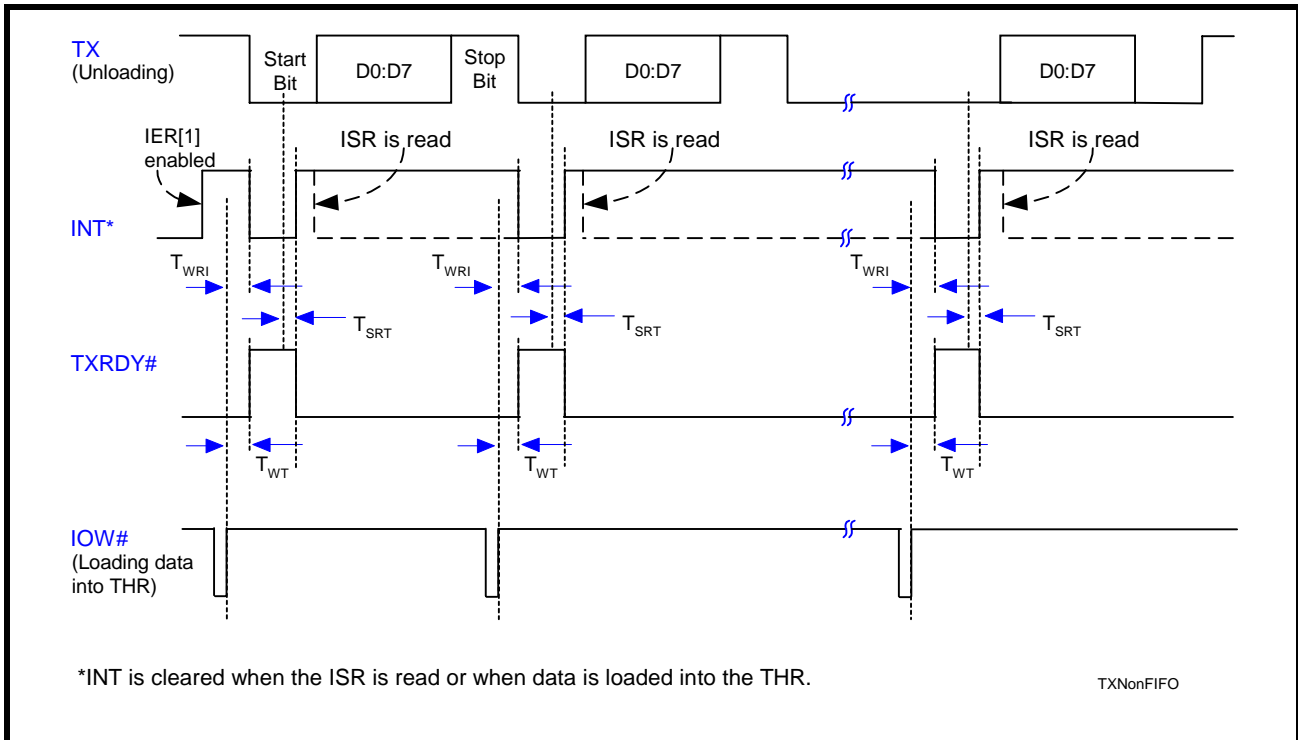 TX
(Unloading)
Start
Bit
D0:D7
Stop
Bit
D0:D7
D0:D7
IER[1]
enabled
ISR is read
ISR is read
ISR is read
INT*
TWRI
TWRI
TWRI
TSRT
TSRT
TSRT
TXRDY#
TWT
TWT
TWT
IOW#
(Loading data
into THR)
*INT is cleared when the ISR is read or when data is loaded into the THR.
TXNonFIFO